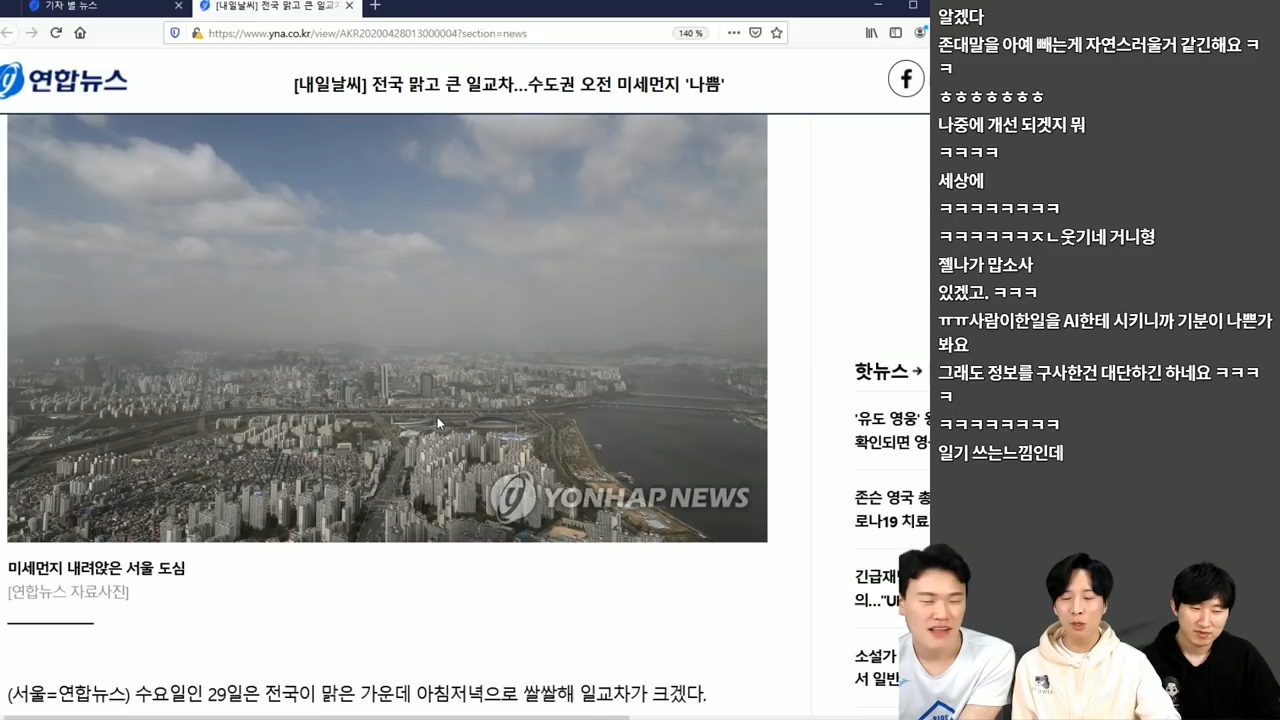 기자 별 뉴스
[내일날씨] 전국 맑고 큰 일교차
https://www.yna.co.kr/view/AKR20200428013000004?section=news
140 %
연합뉴스
[내일날씨] 전국 맑고 큰 일교차...수도권 오전 미세먼지 '나쁨'
YONHAP NEWS
미세먼지 내려앉은 서울 도심
[연합뉴스 자료사진]
(서울=연합뉴스) 수요일인 29일은 전국이 맑은 가운데 아침저녁으로 쌀쌀해 일교차가 크겠다.
핫뉴스
'유도 영웅'
확인되면
존슨 영국
로나19 치료
긴급재
의..."
소설가
서 일반
알겠다
존대말을 아예 빼는게 자연스러울거 같긴해요 ㅋ
ㅋ
ㅎㅎㅎㅎㅎㅎㅎ
나중에 개선 되겟지 뭐
ㅋㅋㅋㅋ
세상에
ㅋㅋㅋㅋㅋㅋㅋㅋ
ㅋㅋㅋㅋㅋㅋㅈㄴ웃기네 거니형
젤나가 맙소사
있겠고. ㅋㅋㅋ
ㅠㅠ사람이한일을 AI한테 시키니까 기분이 나쁜가
봐요
그래도 정보를 구사한건 대단하긴 하네요 ㅋㅋㅋ
ㅋ
ㅋㅋㅋㅋㅋㅋㅋㅋ
일기 쓰는느낌인데